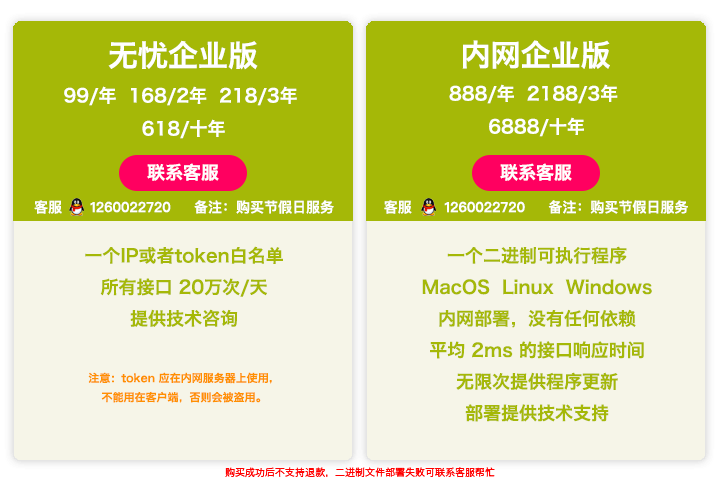 无忧企业版
99/年 168/2年 218/3年
618/十年
联系客服
客服 1260022720 备注：购买节假日服务
一个IP或者token白名单
所有接口 20万次/天
提供技术咨询
注意：token 应在内网服务器上使用，
不能用在客户端，否则会被盗用。
内网企业版
888/年 2188/3年
6888/十年
联系客服
客服 1260022720 备注：购买节假日服务
一个二进制可执行程序
MacOS Linux Windows
内网部署，没有任何依赖
平均 2ms 的接口响应时间
无限次提供程序更新
部署提供技术支持
购买成功后不支持退款，二进制文件部署失败可联系客服帮忙